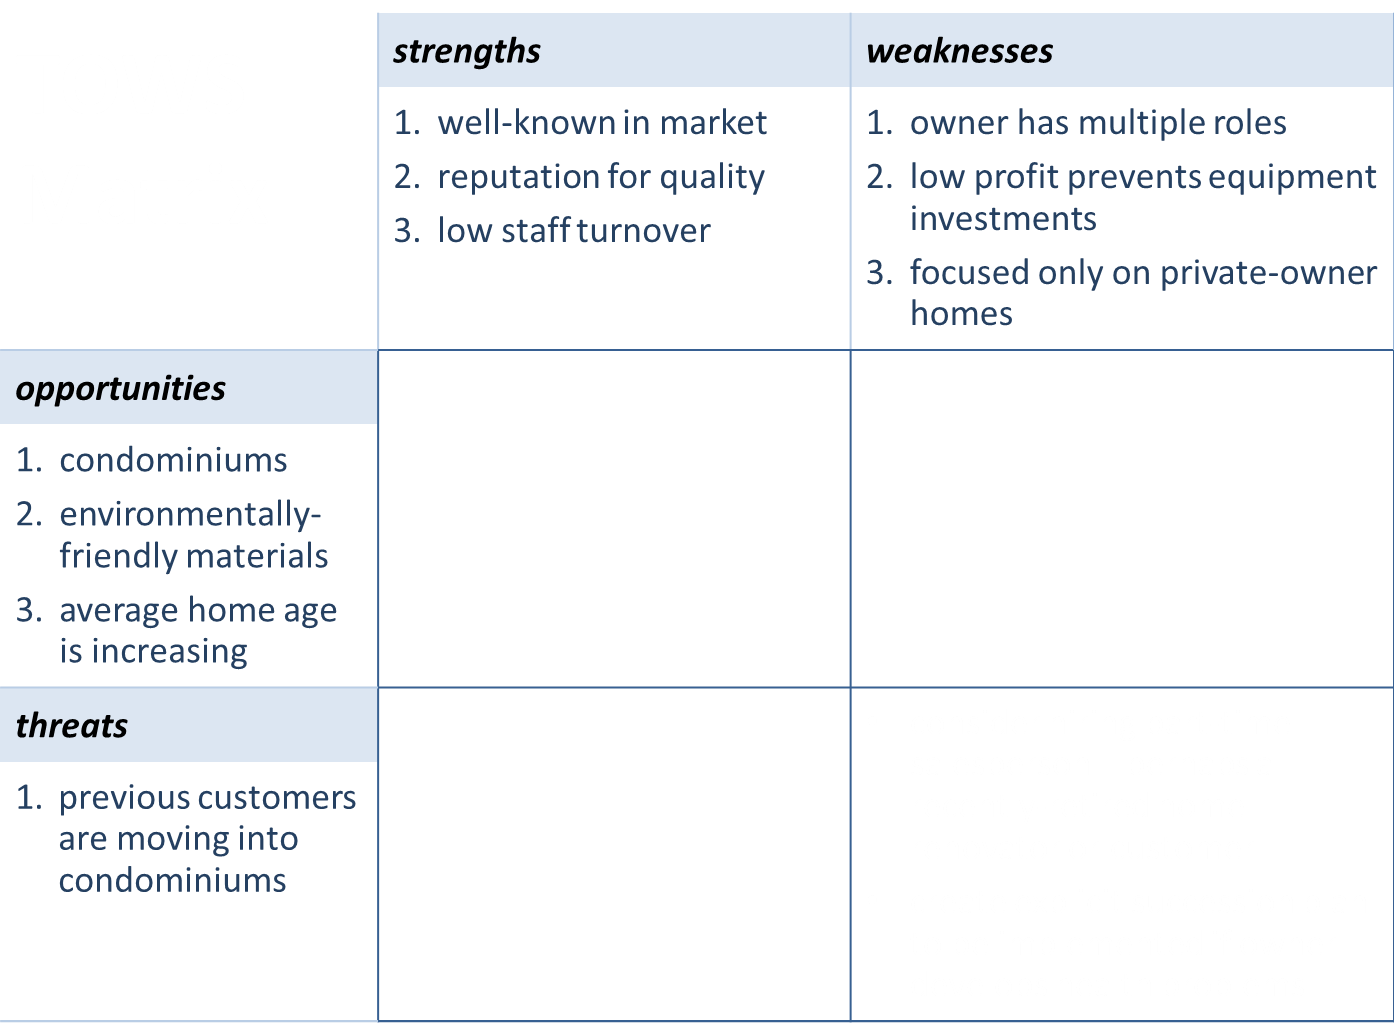 strengths
1. well-known in market
2. reputation for quality
3. low staff turnover
weaknesses
1. owner has multiple roles
2. low profit prevents equipment
investments
3. focused only on private-owner
homes
opportunities
1. condominiums
2. environmentally-
friendly materials
3. average home age
is increasing
threats
1. previous customers
are moving into
condominiums